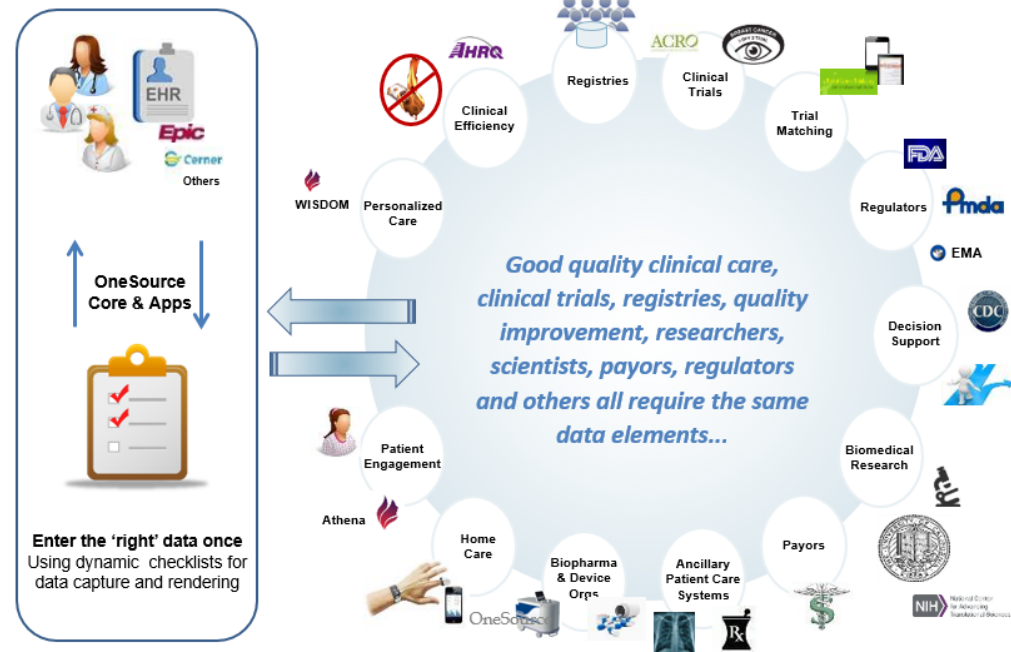 EHR
Epic
Cerner
Others
OneSource
Core & Apps
Enter the ‘right’ data once
Using dynamic checklists for
data capture and rendering
AHRQ
Clinical
Efficiency
Registries
ACRO
Clinical
Trials
BREAST CANCER
Trial
Matching
FDA
Regulators
Pmda
EMA
Decision
Support
CDC
Biomedical
Research
Payors
NIH
National Center
for Advancing
Translational Sciences
Ancillary
Patient Care
Systems
Rx
Biopharma
& Device
Orgs
OneSource
Home
Care
Athena
Patient
Engagement
WISDOM
Personalized
Care
Good quality clinical care,
clinical trials, registries, quality
improvement, researchers,
scientists, payors, regulators
and others all require the same
data elements...